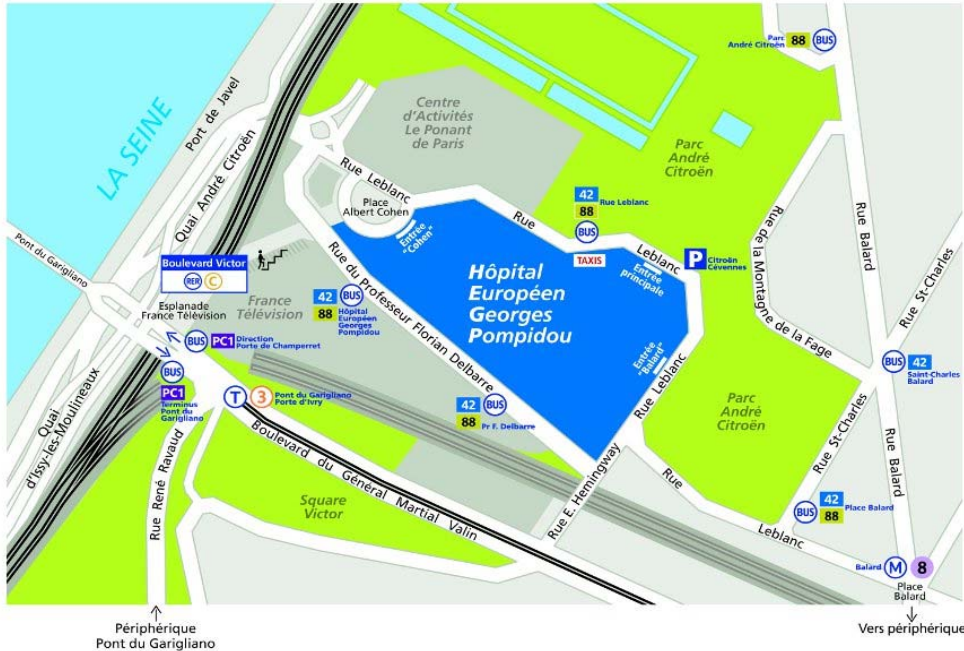 LA SEINE
Port de Javel
Quai André Citroën
Pont du Garigliano
Centre
d'Activités
Le Ponant
de Paris
Parc
André Citroën
88
BUS
Parc
André
Citroën
Rue Leblanc
Place
Albert Cohen
Entrée
"Cohen"
Rue
42
88
Rue Leblanc
BUS
TAXIS
Leblanc
Entrée
principale
P
Citroën
Cévennes
Rue de la Montagne de la Fage
Rue Balard
Rue St-Charles
Boulevard Victor
RER
C
Esplanade
France Télévision
France
Télévision
42
88
BUS
Hôpital
Européen
Georges
Pompidou
Rue du Professeur Florian Delbarre
Hôpital
Européen
Georges
Pompidou
Entrée
"Balard"
Rue Leblanc
BUS
PC1
Direction
Porte de Champerret
BUS
PC1
Terminus
Pont du
Garigliano
T
3
Pont du Garigliano
Porte d'Ivry
42
88
BUS
Pr F. Delbarre
BUS
42
Saint-Charles
Balard
Parc
André
Citroën
Rue St-Charles
Rue Balard
Quai
d'Issy-les-Moulineaux
Rue René Ravaud
Boulevard du Général Martial Valin
Square
Victor
Rue E. Hemingway
Rue
Leblanc
BUS
42
88
Place Balard
Balard
M
8
Place
Balard
Périphérique
Pont du Garigliano
Vers périphérique